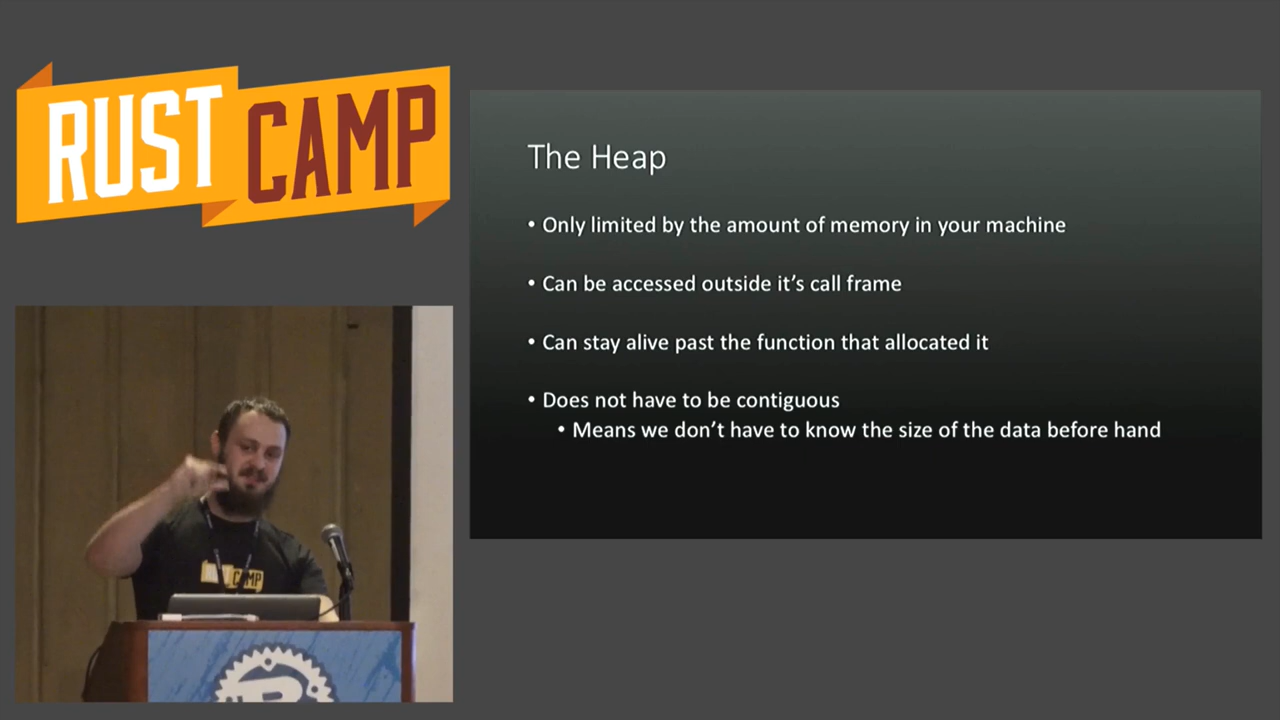 RUST CAMP
The Heap
• Only limited by the amount of memory in your machine
• Can be accessed outside it’s call frame
• Can stay alive past the function that allocated it
• Does not have to be contiguous
• Means we don’t have to know the size of the data before hand
RUST CAMP
R